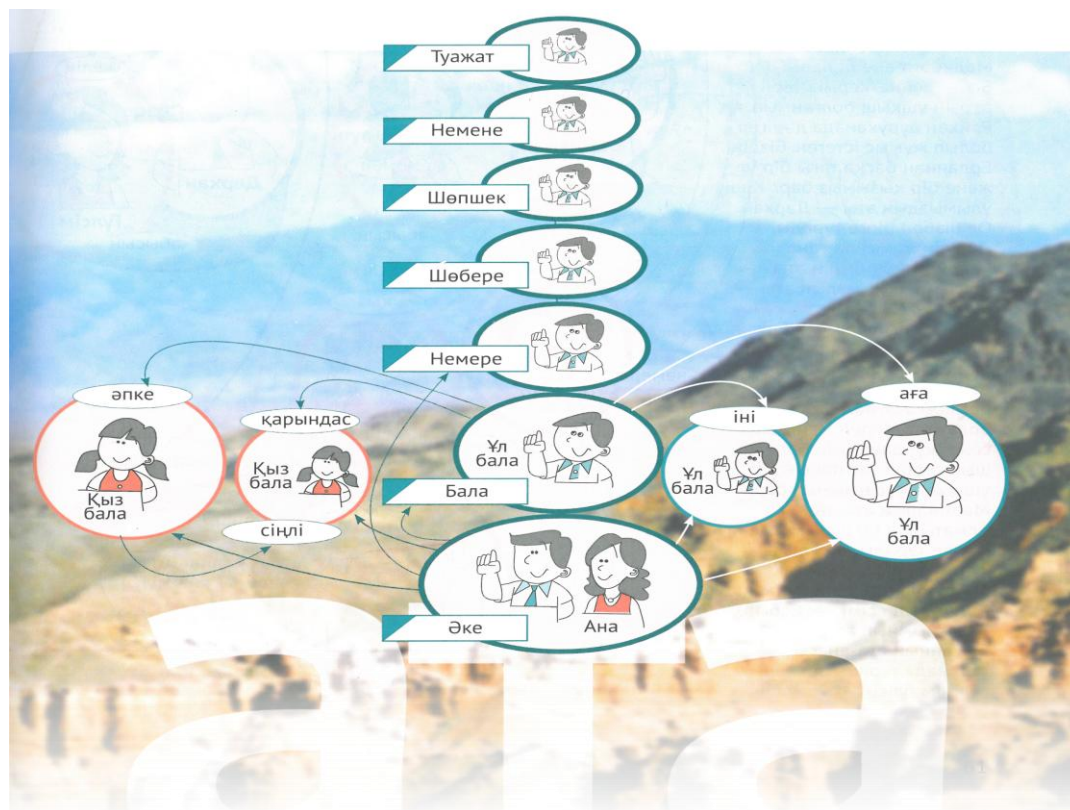 Туажат
Немене
Шөпшек
Шөбере
Немере
әпке
қарындас
іні
аға
Ұл
бала
Қыз
бала
Ұл
бала
Қыз
бала
Бала
Ұл
бала
сіңлі
Әке
Ана
ата